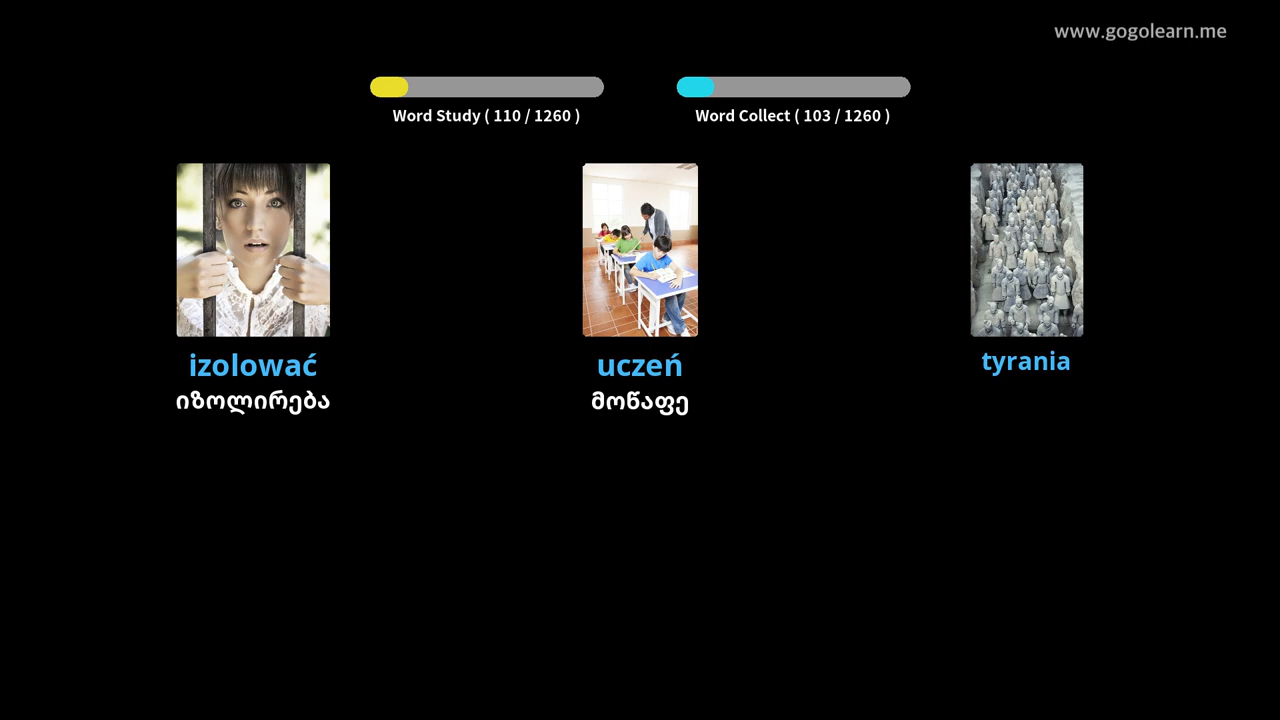 www.gogolearn.me
Word Study ( 110 / 1260 )
Word Collect ( 103 / 1260 )
izolować
იზოლირება
uczeń
მოწაფე
tyrania